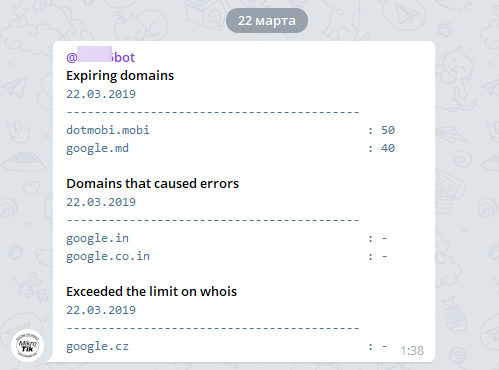 22 марта
@
bot
Expiring domains
22.03.2019
----------------------------------------
dotmobi.mobi : 50
google.md : 40
Domains that caused errors
22.03.2019
----------------------------------------
google.in : -
google.co.in : -
Exceeded the limit on whois
22.03.2019
----------------------------------------
google.cz : -
1:38
Mikro
Tik